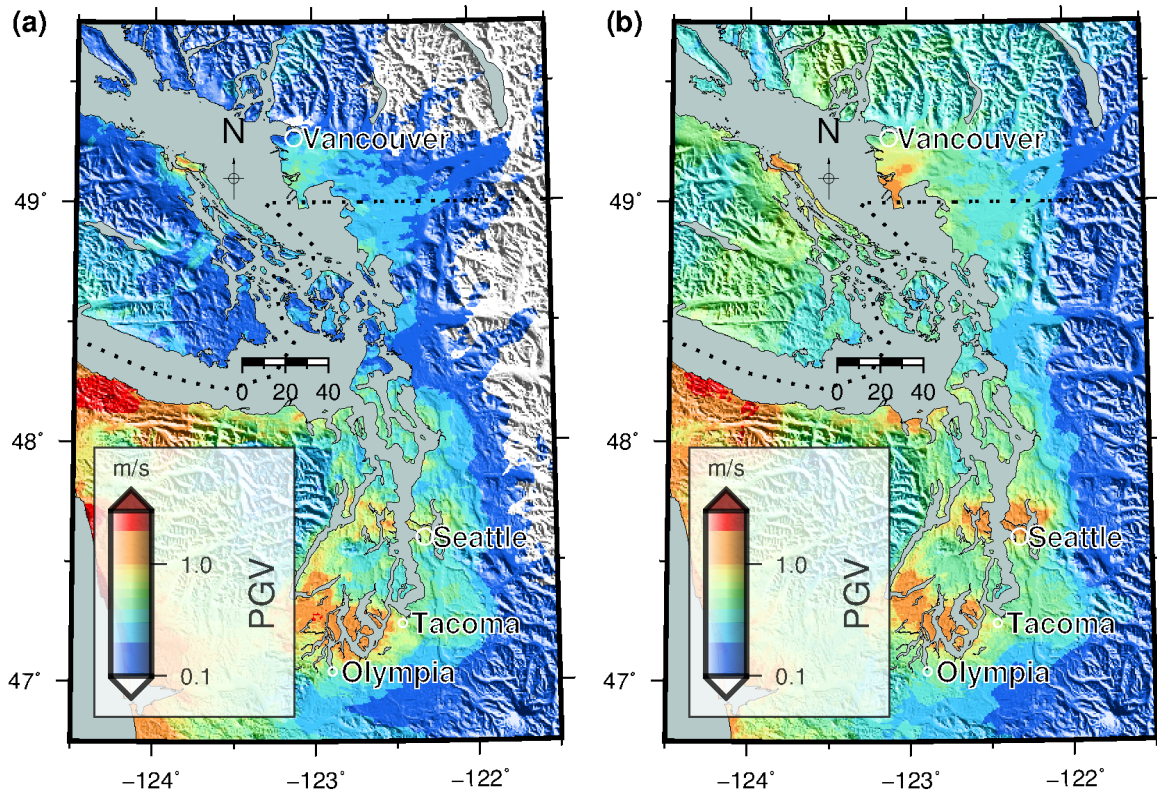 (a)
N
Vancouver
49˚
0 20 40
48˚
m/s
1.0
0.1
PGV
Seattle
Tacoma
Olympia
47˚
−124˚ −123˚ −122˚
(b)
N
Vancouver
49˚
0 20 40
48˚
m/s
1.0
0.1
PGV
Seattle
Tacoma
Olympia
47˚
−124˚ −123˚ −122˚